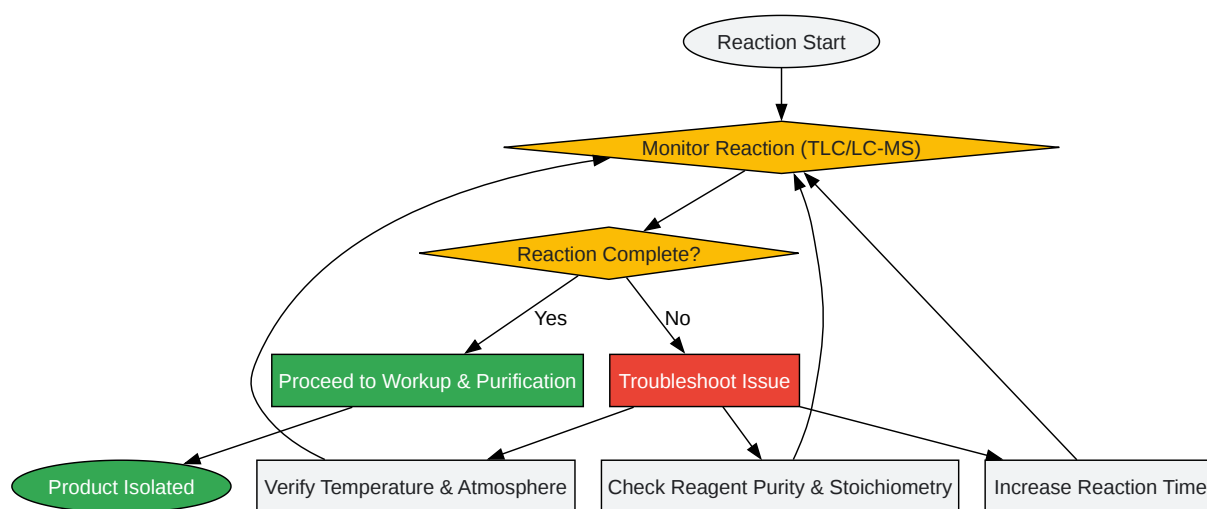 Reaction Start
Monitor Reaction (TLC/LC-MS)
Reaction Complete?
Yes
No
Proceed to Workup & Purification
Troubleshoot Issue
Product Isolated
Verify Temperature & Atmosphere
Check Reagent Purity & Stoichiometry
Increase Reaction Time